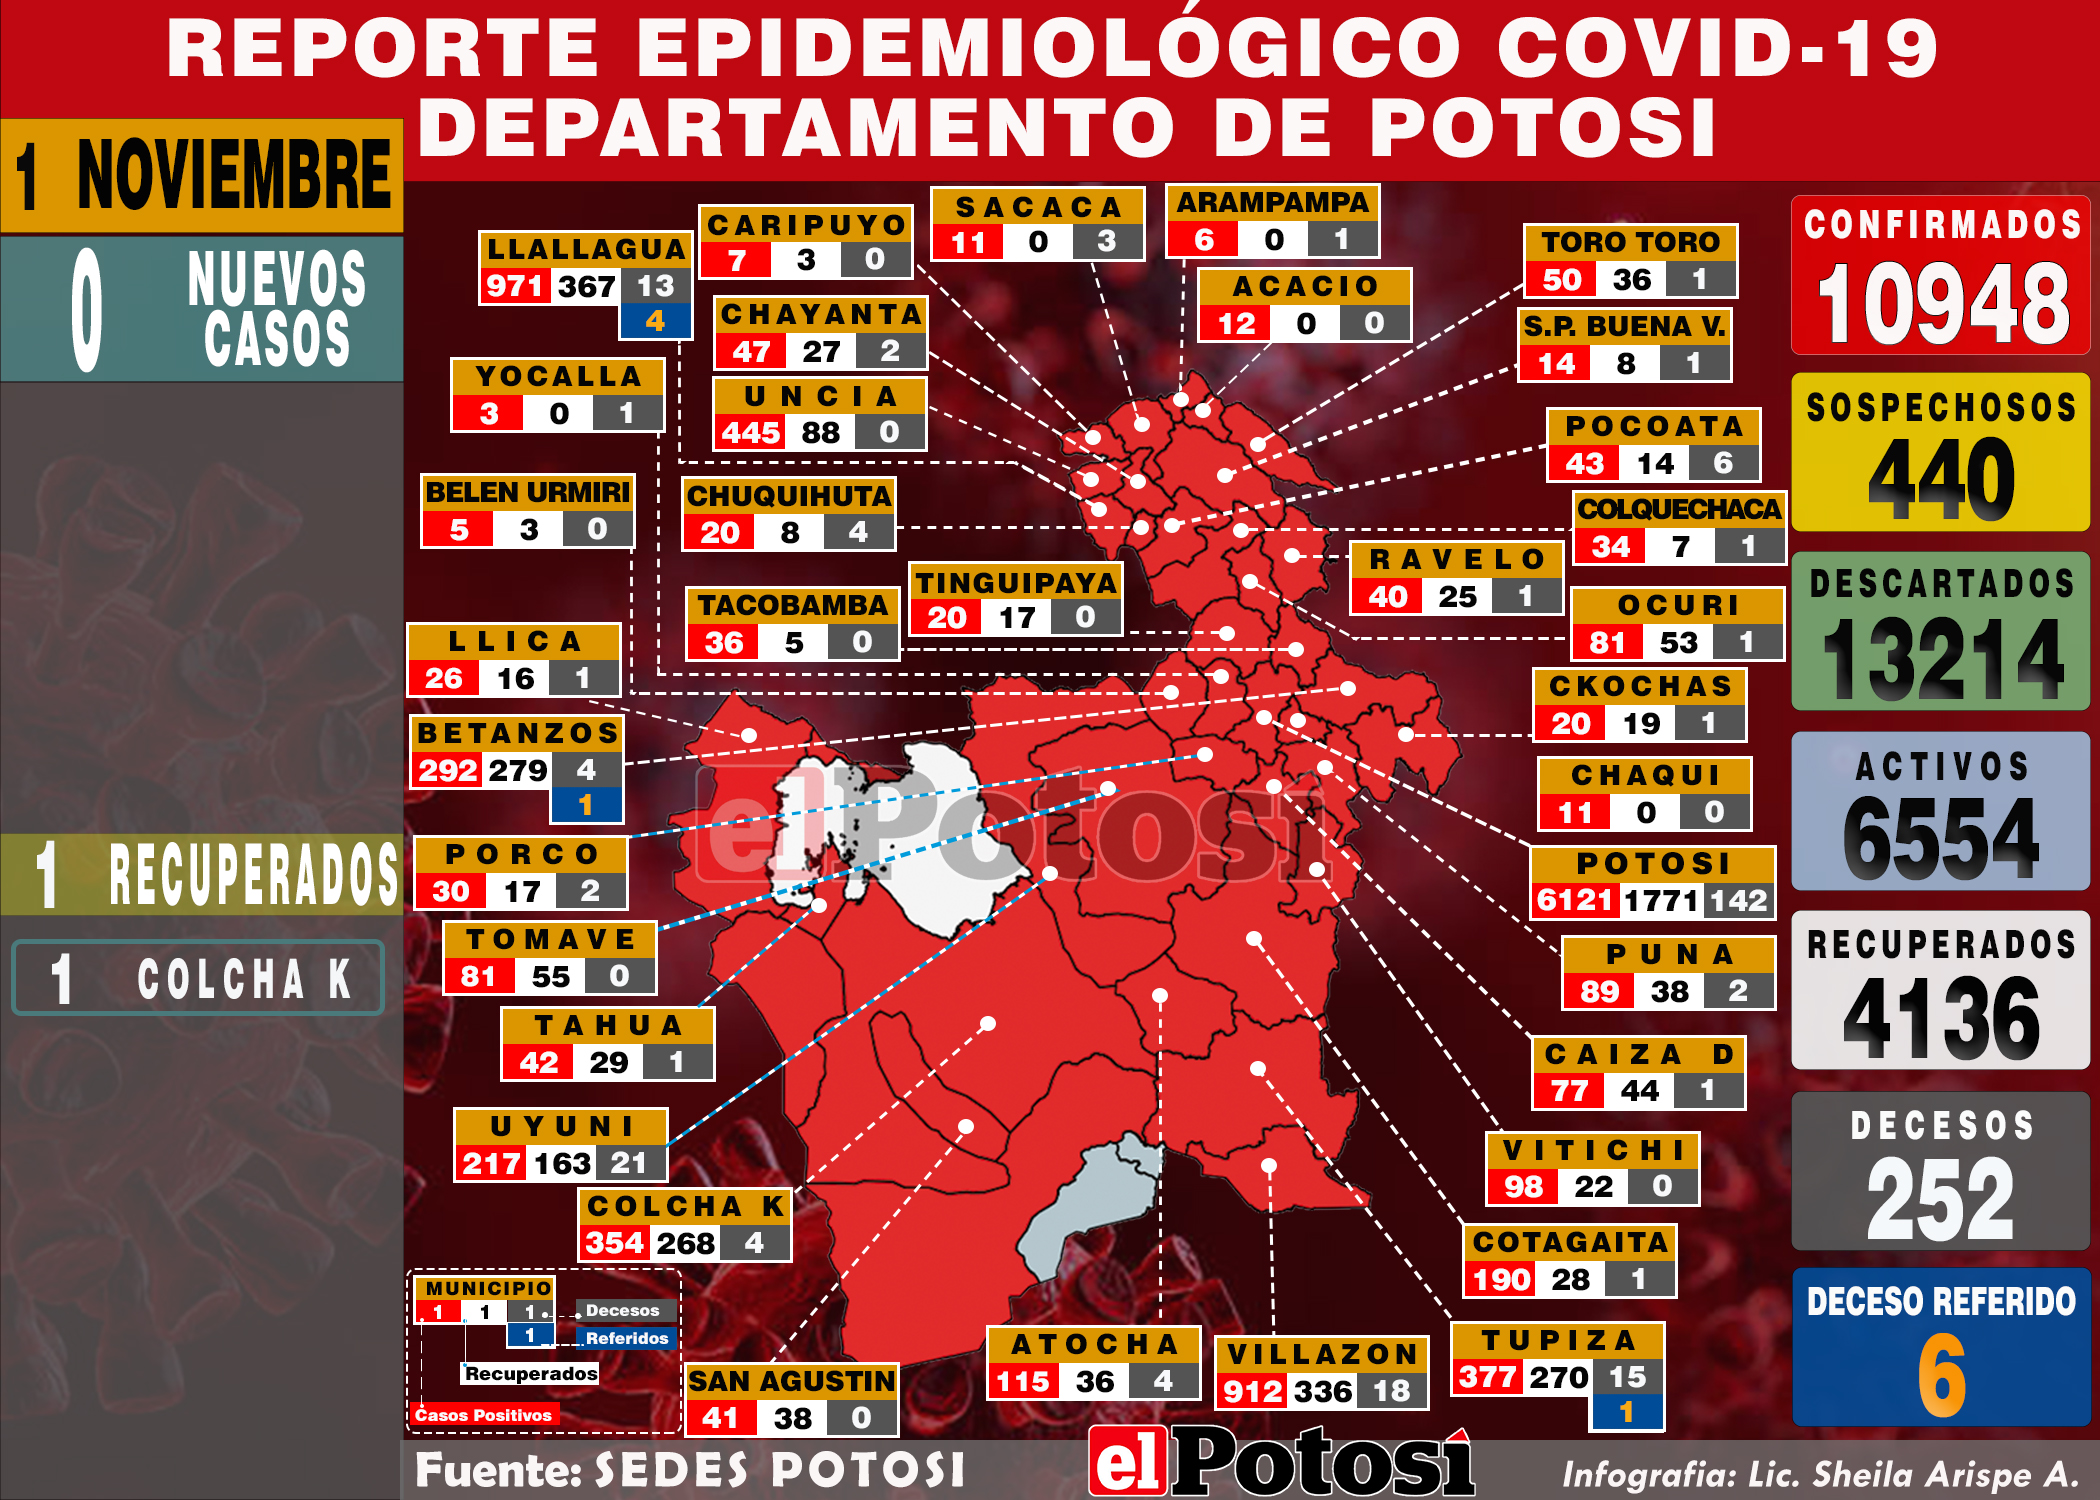 REPORTE EPIDEMIOLÓGICO COVID-19
DEPARTAMENTO DE POTOSI
1 NOVIEMBRE
0 NUEVOS
CASOS
1 RECUPERADOS
1 COLCHA K
LLALLAGUA
971 367 13
4
CARIPUYO
7 3 0
SACACA
11 0 3
ARAMPAMPA
6 0 1
ACACIO
12 0 0
TORO TORO
50 36 1
S.P. BUENA V.
14 8 1
CHAYANTA
47 27 2
YOCALLA
3 0 1
UNCIA
445 88 0
POCOATA
43 14 6
BELEN URMIRI
5 3 0
CHUQUIHUTA
20 8 4
COLQUECHACA
34 7 1
RAVELO
40 25 1
TINGUIPAYA
20 17 0
TACOBAMBA
36 5 0
OCURI
81 53 1
LLICA
26 16 1
CKOCHAS
20 19 1
BETANZOS
292 279 4
1
CHAQUI
11 0 0
PORCO
30 17 2
POTOSI
6121 1771 142
TOMAVE
81 55 0
PUNA
89 38 2
TAHUA
42 29 1
CAIZA D
77 44 1
UYUNI
217 163 21
VITICHI
98 22 0
COLCHA K
354 268 4
COTAGAITA
190 28 1
SAN AGUSTIN
41 38 0
ATOCHA
115 36 4
VILLAZON
912 336 18
TUPIZA
377 270 15
1
el Potosí
MUNICIPIO
1 1 1 Decesos
1 Referidos
Recuperados
Casos Positivos
CONFIRMADOS
10948
SOSPECHOSOS
440
DESCARTADOS
13214
ACTIVOS
6554
RECUPERADOS
4136
DECESOS
252
DECESO REFERIDO
6
Fuente: SEDES POTOSI
el Potosí
Infografia: Lic. Sheila Arispe A.